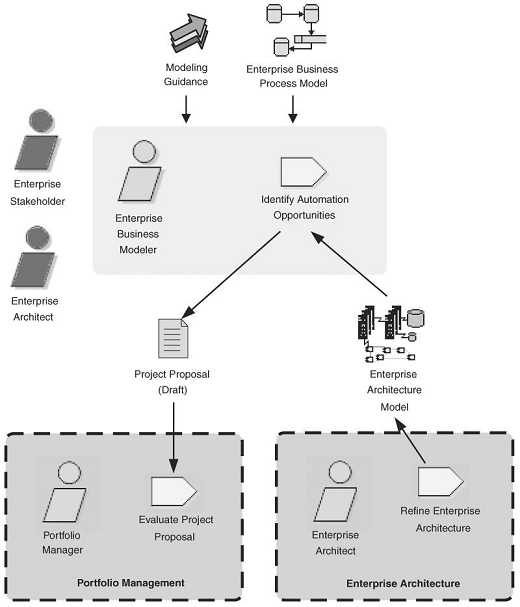 Modeling
Guidance
Enterprise Business
Process Model
Enterprise
Stakeholder
Enterprise
Business
Modeler
Identify Automation
Opportunities
Enterprise
Architect
Project Proposal
(Draft)
Enterprise
Architecture
Model
Portfolio
Manager
Evaluate Project
Proposal
Portfolio Management
Enterprise
Architect
Refine Enterprise
Architecture
Enterprise Architecture